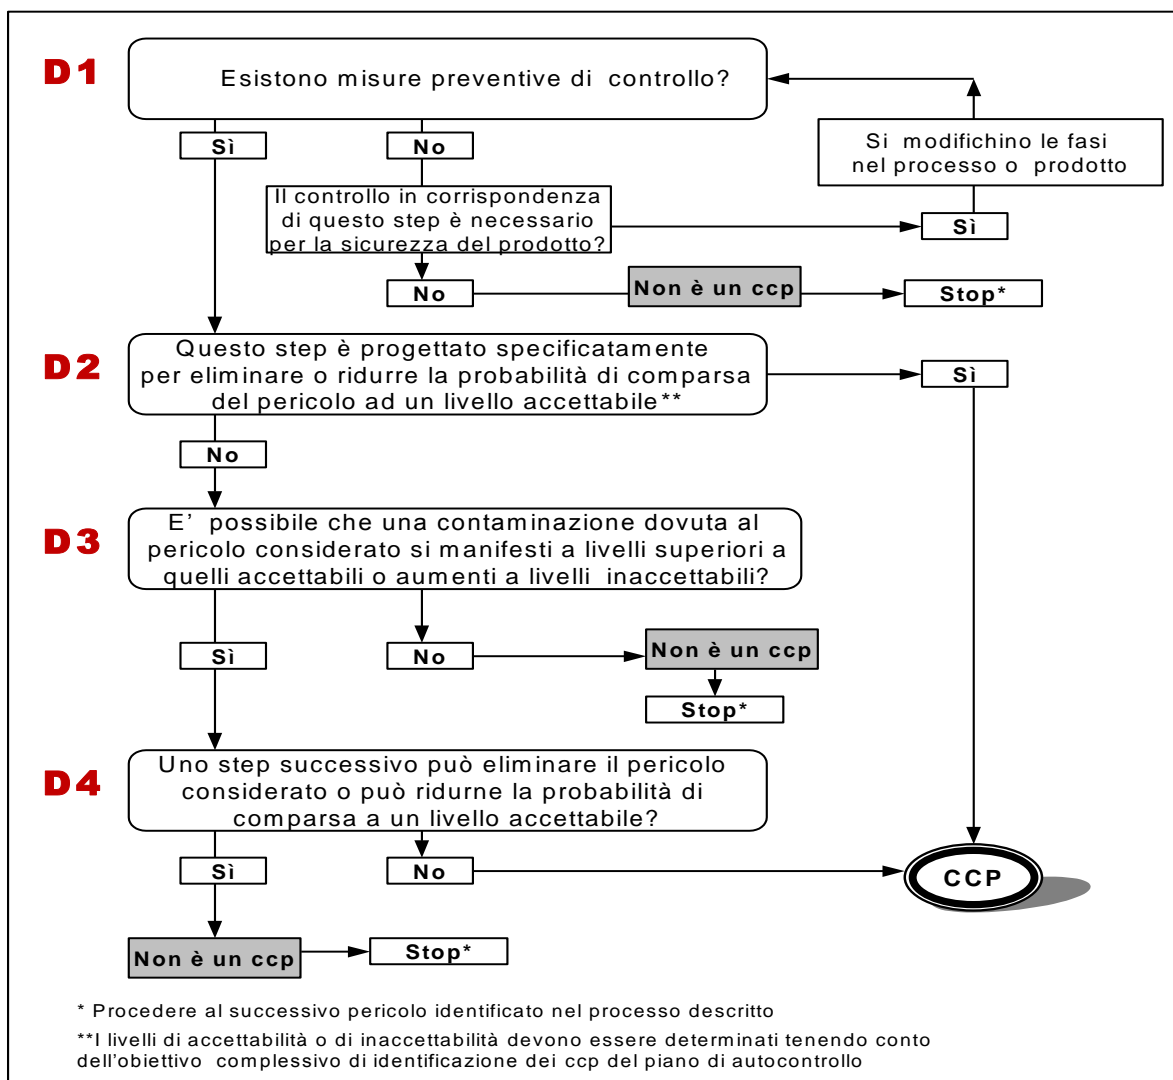 D1
Esistono misure preventive di controllo?
Sì
No
Si modifichino le fasi
nel processo o prodotto
Il controllo in corrispondenza
di questo step è necessario
per la sicurezza del prodotto?
Sì
No
Non è un ccp
Stop*
D2
Questo step è progettato specificatamente
per eliminare o ridurre la probabilità di comparsa
del pericolo ad un livello accettabile**
Sì
No
D3
E' possibile che una contaminazione dovuta al
pericolo considerato si manifesti a livelli superiori a
quelli accettabili o aumenti a livelli inaccettabili?
Sì
No
Non è un ccp
Stop*
D4
Uno step successivo può eliminare il pericolo
considerato o può ridurne la probabilità di
comparsa a un livello accettabile?
Sì
No
CCP
Non è un ccp
Stop*
* Procedere al successivo pericolo identificato nel processo descritto
**I livelli di accettabilità o di inaccettabilità devono essere determinati tenendo conto
dell'obiettivo complessivo di identificazione dei ccp del piano di autocontrollo